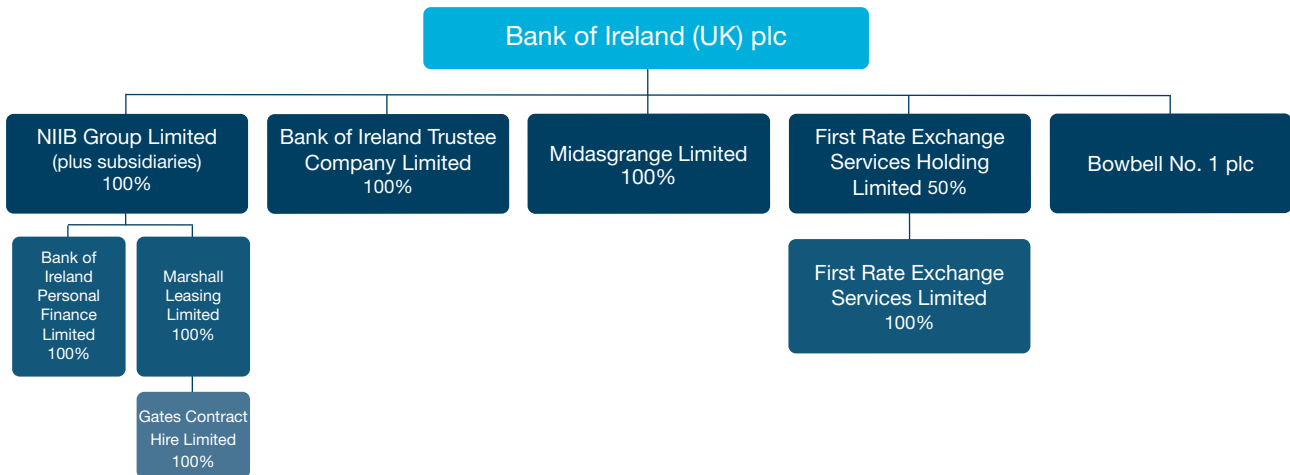 Bank of Ireland (UK) plc
NIIB Group Limited
(plus subsidiaries)
100%
Bank of Ireland Trustee
Company Limited
100%
Midasgrange Limited
100%
First Rate Exchange
Services Holding
Limited 50%
Bowbell No. 1 plc
Bank of
Ireland
Personal
Finance
Limited
100%
Marshall
Leasing
Limited
100%
First Rate Exchange
Services Limited
100%
Gates Contract
Hire Limited
100%